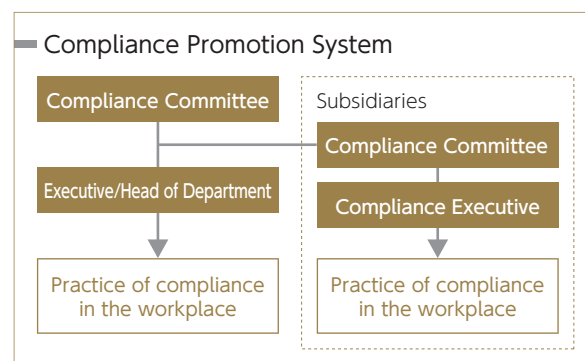 Compliance Promotion System
Compliance Committee
Executive/Head of Department
Practice of compliance
in the workplace
Subsidiaries
Compliance Committee
Compliance Executive
Practice of compliance
in the workplace